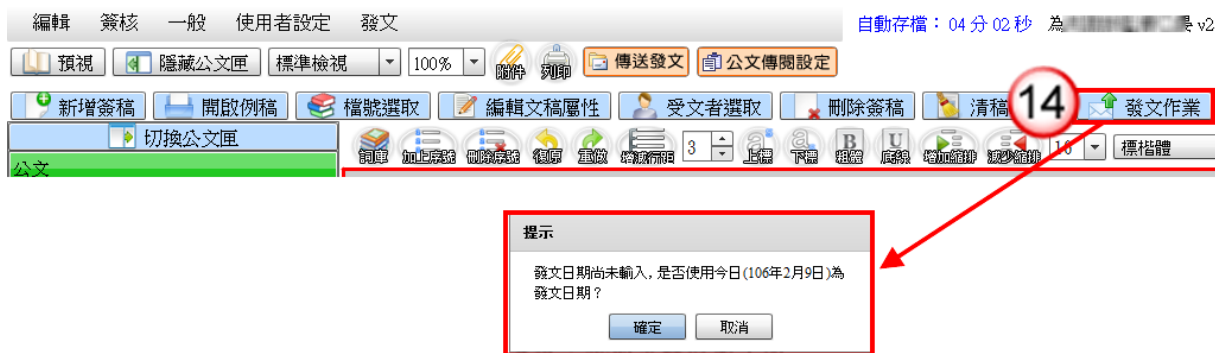 編輯 簽核 一般 使用者設定 發文 自動存檔：04 分 02 秒 為 v2
預視 隱藏公文匣 標準檢視 100% 附件 列印 傳送發文 公文傳閱設定
新增簽稿 開啟例稿 檔號選取 編輯文稿屬性 受文者選取 刪除簽稿 清稿 14 發文作業
切換公文匣 詞庫 加上序號 刪除序號 復原 重做 增減行距 3 上標 下標 B 粗體 U 底線 增加縮排 減少縮排 16 標楷體
公文
提示
發文日期尚未輸入, 是否使用今日(106年2月9日)為
發文日期？
確定 取消